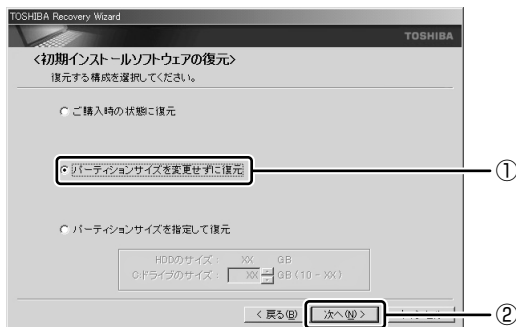 TOSHIBA Recovery Wizard
TOSHIBA
<初期インストールソフトウェアの復元>
復元する構成を選択してください。
ご購入時の状態に復元
パーティションサイズを変更せずに復元
①
パーティションサイズを指定して復元
HDDのサイズ: XX GB
C:ドライブのサイズ: XX GB (10 - XX)
< 戻る(B) 次へ(N) >
②